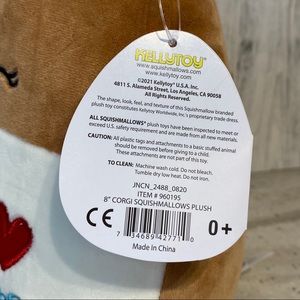 KELLYTOY
www.squishmallows.com
www.kellytoy.com
©2021 Kellytoy® U.S.A. Inc.
4811 S. Alameda Street, Los Angeles, CA 90058
All Rights Reserved.
The shape, look, feel, and texture of this Squishmallow branded
plush toy constitutes Kellytoy Worldwide, Inc.'s proprietary trade dress.
ALL SQUISHMALLOWS® plush toys have been inspected to meet or
exceed U.S. safety requirements and are made from all new materials.
CAUTION: All plastic tags and attachments to a basic stuffed animal
should be removed before giving to a child.
These attachments are not part of this toy.
TO CLEAN: Machine wash cold. Do not bleach.
Tumble dry low heat. Do not iron.
JNCN_2488_0820
ITEM # 960195
8" CORGI SQUISHMALLOWS PLUSH
CE
7 34689 42771 0
0+
Made In China